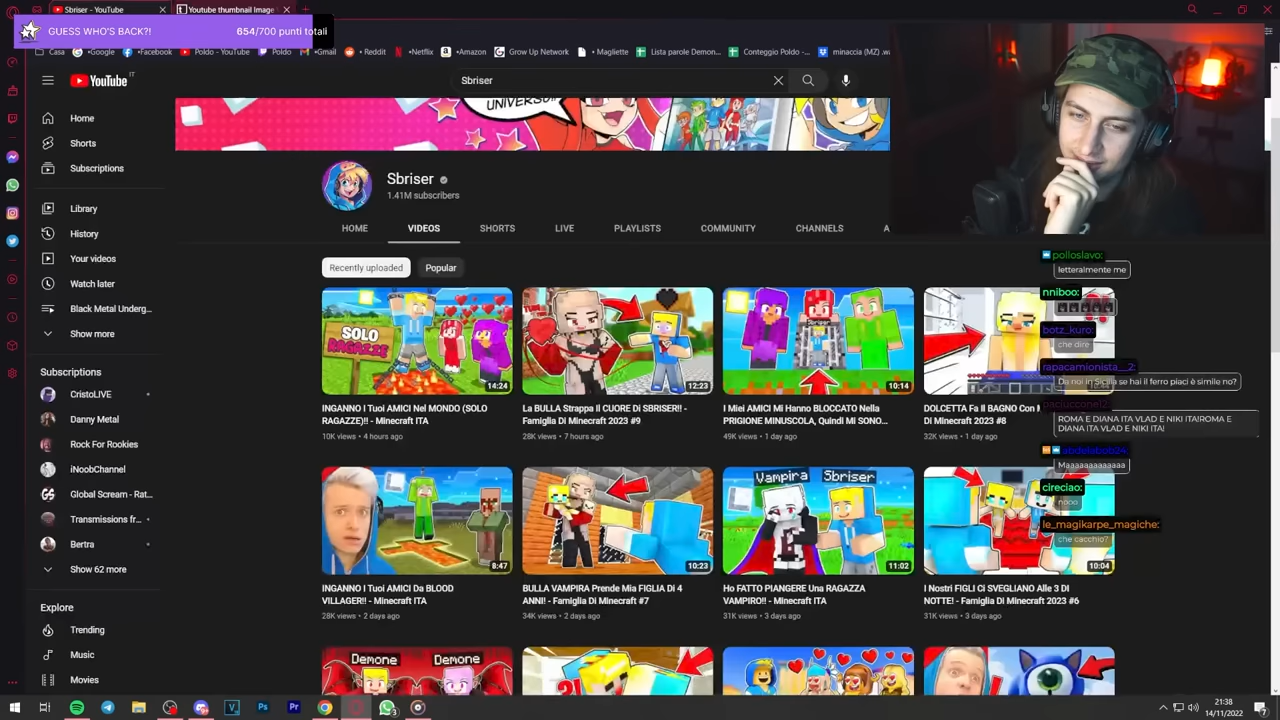 Sbriser - YouTube
Youtube thumbnail Image
GUESS WHO'S BACK?!
654/700 punti totali
Casa
Google
Facebook
Poldo - YouTube
Poldo
Gmail
Reddit
Netflix
Amazon
Grow Up Network
Magliette
Lista parole Demon...
Conteggio Poldo -...
minaccia (MZ)
YouTube IT
Sbriser
UNIVERSO!!
Home
Shorts
Subscriptions
Library
History
Your videos
Watch later
Black Metal Underg...
Show more
Subscriptions
CristoLIVE
Danny Metal
Rock For Rookies
iNoobChannel
Global Scream - Rat...
Transmissions fr...
Bertra
Show 62 more
Explore
Trending
Music
Movies
Sbriser
1.41M subscribers
HOME
VIDEOS
SHORTS
LIVE
PLAYLISTS
COMMUNITY
CHANNELS
A
Recently uploaded
Popular
SOLO
RAGAZZE
14:24
INGANNO I Tuoi AMICI Nel MONDO (SOLO
RAGAZZE)!! - Minecraft ITA
10K views • 4 hours ago
12:23
La BULLA Strappa Il CUORE Di SBRISER!! -
Famiglia Di Minecraft 2023 #9
28K views • 7 hours ago
Sbriser
10:14
I Miei AMICI Mi Hanno BLOCCATO Nella
PRIGIONE MINUSCOLA, Quindi Mi SONO...
49K views • 1 day ago
DOLCETTA Fa Il BAGNO Con
Di Minecraft 2023 #8
32K views • 1 day ago
8:47
INGANNO I Tuoi AMICI Da BLOOD
VILLAGER!! - Minecraft ITA
28K views • 2 days ago
10:23
BULLA VAMPIRA Prende Mia FIGLIA Di 4
ANNI! - Famiglia Di Minecraft #7
34K views • 2 days ago
Vampira
Sbriser
11:02
Ho FATTO PIANGERE Una RAGAZZA
VAMPIRO!! - Minecraft ITA
31K views • 3 days ago
10:04
I Nostri FIGLI Ci SVEGLIANO Alle 3 DI
NOTTE! - Famiglia Di Minecraft 2023 #6
31K views • 3 days ago
Demone
Demone
polloslavo:
letteralmente me
nniboo:
botz_kuro:
che dire
rapacamionista__2:
Da noi in Sicilia se hai il ferro piaci è simile no?
ROMA E DIANA ITA VLAD E NIKI ITA!ROMA E
DIANA ITA VLAD E NIKI ITA!
Maaaaaaaaaaaa
cireciao:
nooo
le_magikarpe_magiche:
che cacchio?
3
21:38
14/11/2022
7